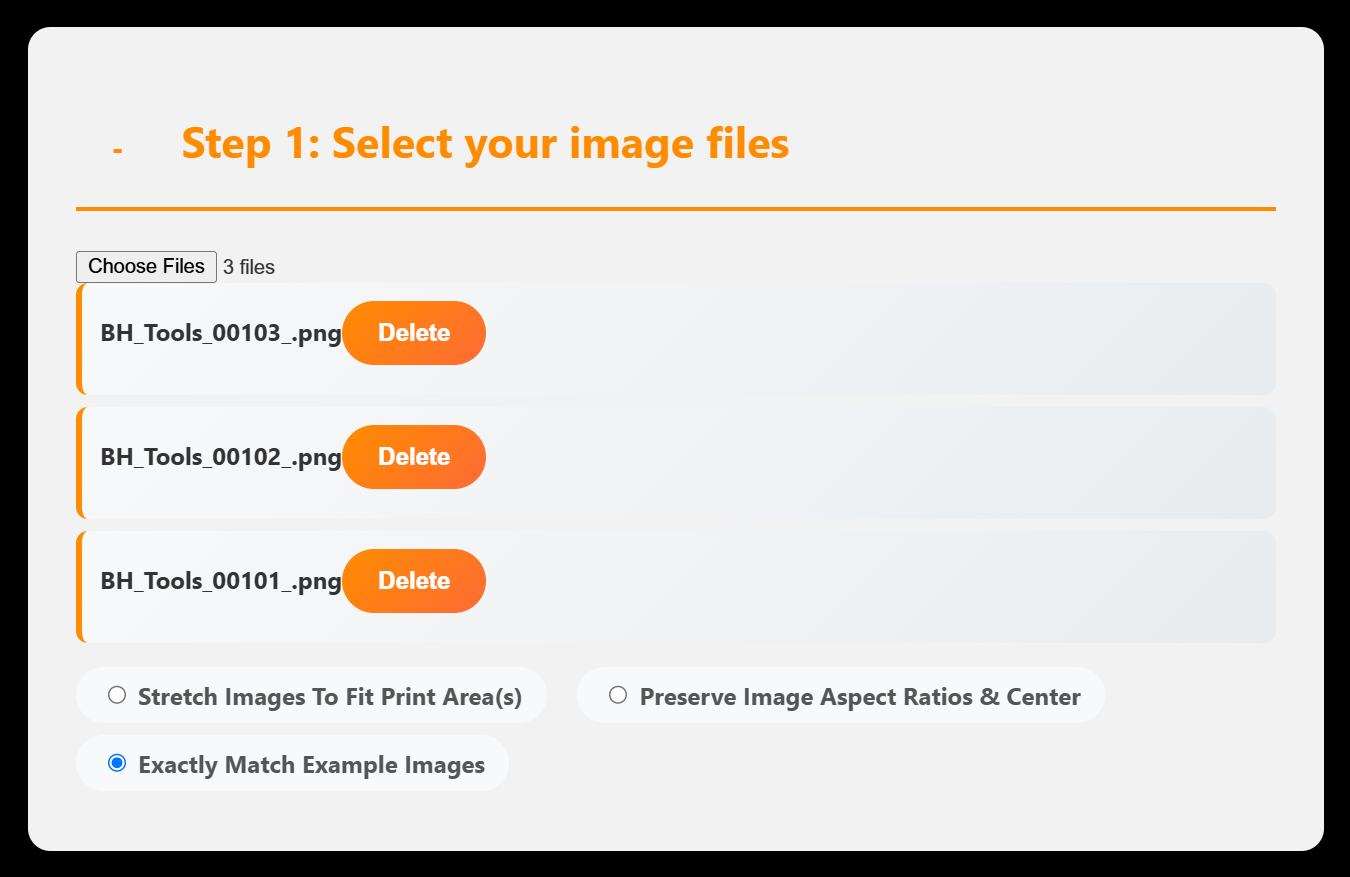 - Step 1: Select your image files
Choose Files 3 files
BH_Tools_00103_.png Delete
BH_Tools_00102_.png Delete
BH_Tools_00101_.png Delete
Stretch Images To Fit Print Area(s) Preserve Image Aspect Ratios & Center
Exactly Match Example Images